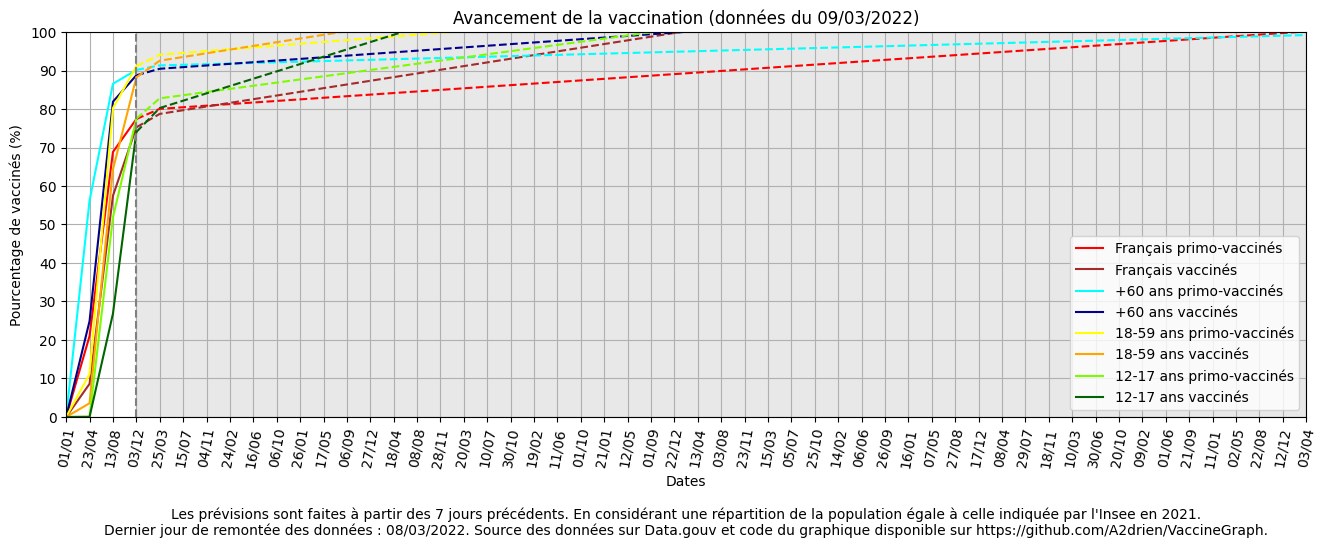 Avancement de la vaccination (données du 09/03/2022)
Pourcentage de vaccinés (%)
100
90
80
70
60
50
40
30
20
10
0
Français primo-vaccinés
Français vaccinés
+60 ans primo-vaccinés
+60 ans vaccinés
18-59 ans primo-vaccinés
18-59 ans vaccinés
12-17 ans primo-vaccinés
12-17 ans vaccinés
01/01 23/04 13/08 03/12 25/03 15/07 04/11 24/02 16/06 06/10 26/01 17/05 06/09 27/12 18/04 08/08 28/11 20/03 10/07 30/10 19/02 11/06 01/10 21/01 12/05 01/09 22/12 13/04 03/08 23/11 15/03 05/07 25/10 14/02 06/06 26/09 16/01 07/05 27/08 17/12 08/04 29/07 18/11 10/03 30/06 20/10 09/02 01/06 21/09 11/01 02/05 22/08 12/12 03/04
Dates
Les prévisions sont faites à partir des 7 jours précédents. En considérant une répartition de la population égale à celle indiquée par l'Insee en 2021.
Dernier jour de remontée des données : 08/03/2022. Source des données sur Data.gouv et code du graphique disponible sur https://github.com/A2drien/VaccineGraph.